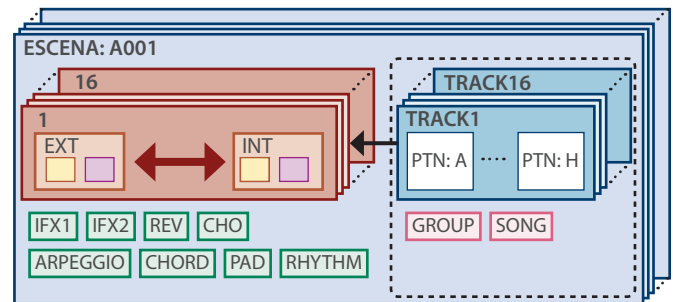 ESCENA: A001
16
1
EXT INT
TRACK16
TRACK1
PTN: A PTN: H
IFX1 IFX2 REV CHO
ARPEGGIO CHORD PAD RHYTHM
GROUP SONG